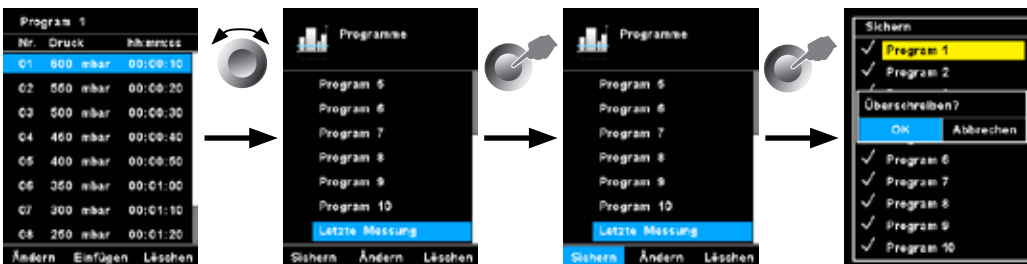 Program 1
Nr. Druck hh:mm:ss
01 600 mbar 00:00:10
02 550 mbar 00:00:20
03 500 mbar 00:00:30
04 450 mbar 00:00:40
05 400 mbar 00:00:50
06 350 mbar 00:01:00
07 300 mbar 00:01:10
08 250 mbar 00:01:20
Ändern Einfügen Löschen
Programme
Program 5
Program 6
Program 7
Program 8
Program 9
Program 10
Letzte Messung
Sichern Ändern Löschen
Programme
Program 5
Program 6
Program 7
Program 8
Program 9
Program 10
Letzte Messung
Sichern Ändern Löschen
Sichern
✓ Program 1
✓ Program 2
Überschreiben?
OK Abbrechen
✓ Program 6
✓ Program 7
✓ Program 8
✓ Program 9
✓ Program 10